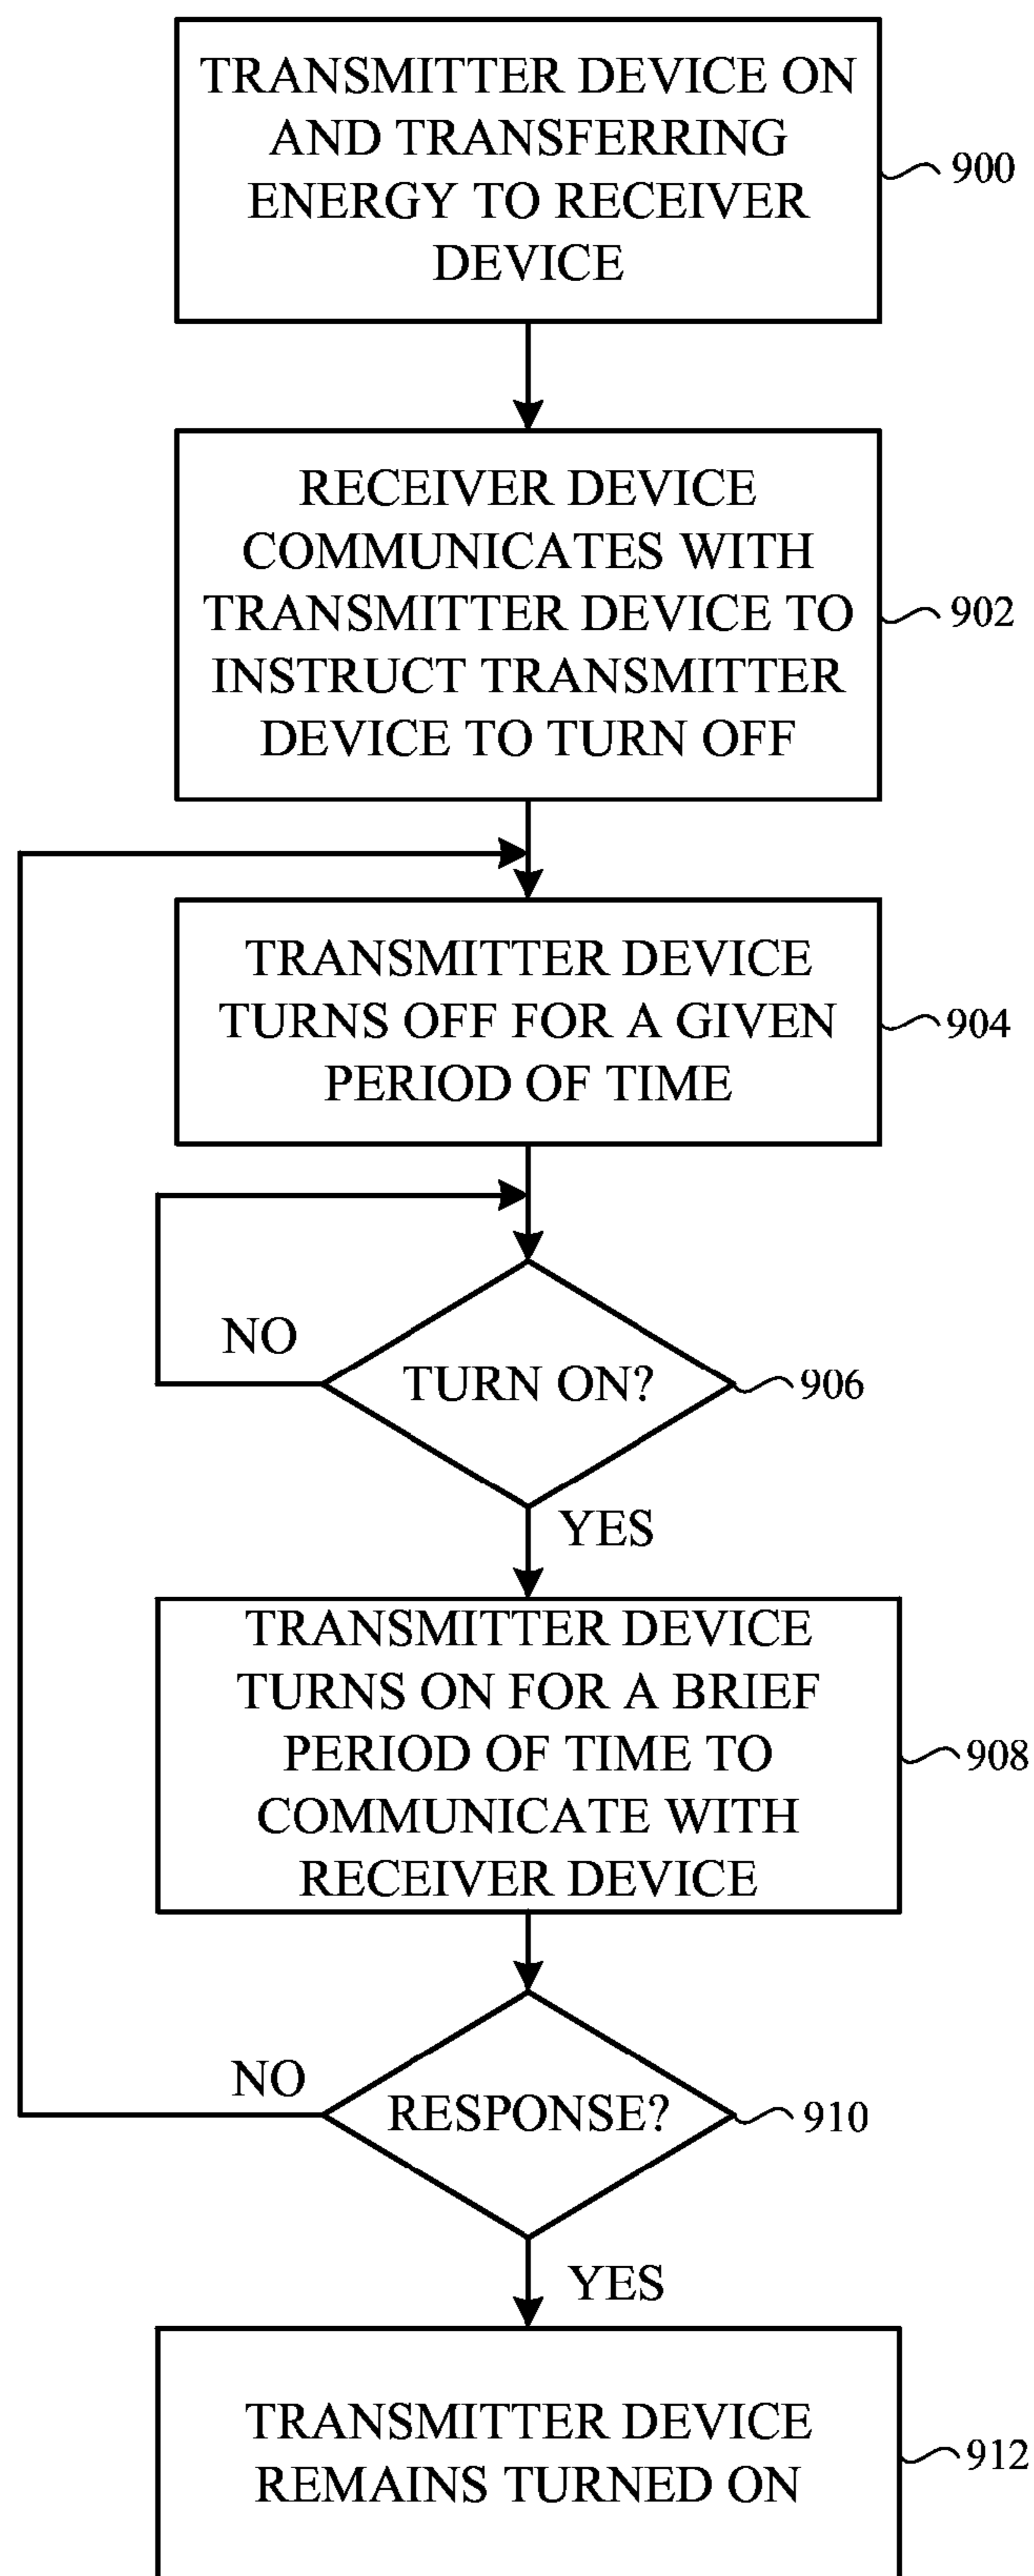 TRANSMITTER DEVICE ON
AND TRANSFERRING
ENERGY TO RECEIVER
DEVICE
900
RECEIVER DEVICE
COMMUNICATES WITH
TRANSMITTER DEVICE TO
INSTRUCT TRANSMITTER
DEVICE TO TURN OFF
902
TRANSMITTER DEVICE
TURNS OFF FOR A GIVEN
PERIOD OF TIME
904
NO
TURN ON?
906
YES
TRANSMITTER DEVICE
TURNS ON FOR A BRIEF
PERIOD OF TIME TO
COMMUNICATE WITH
RECEIVER DEVICE
908
NO
RESPONSE?
910
YES
TRANSMITTER DEVICE
REMAINS TURNED ON
912